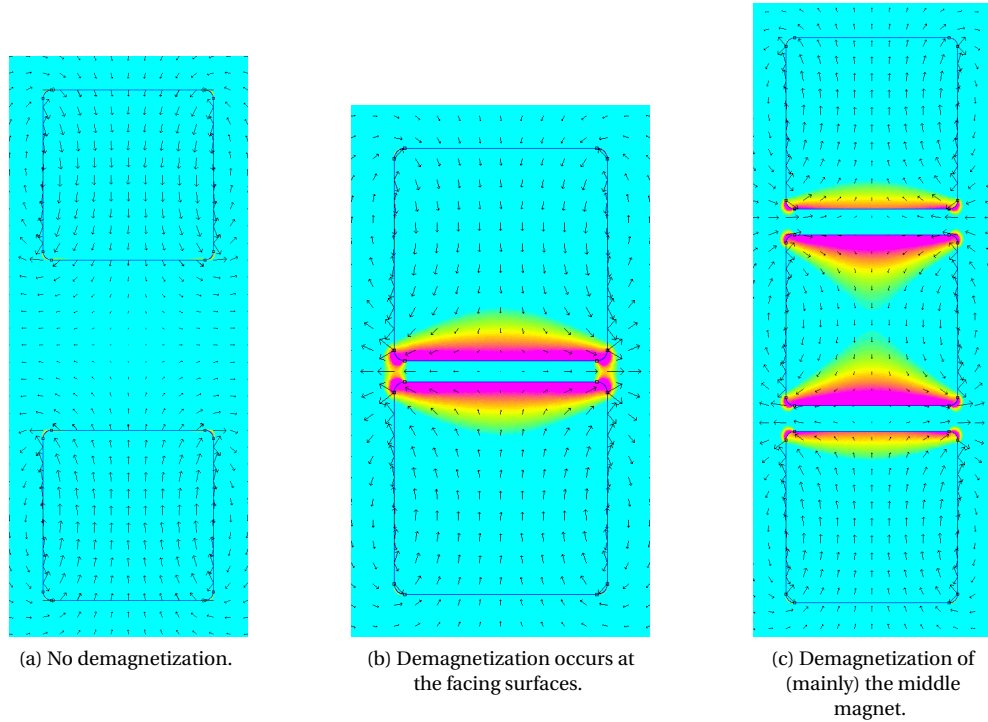 (a) No demagnetization.
(b) Demagnetization occurs at
the facing surfaces.
(c) Demagnetization of
(mainly) the middle
magnet.